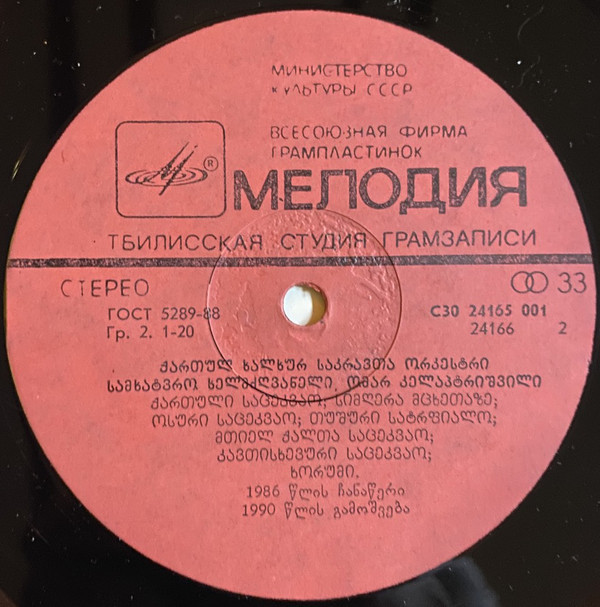 МИНИСТЕРСТВО
КУЛЬТУРЫ СССР
ВСЕСОЮЗНАЯ ФИРМА
ГРАМПЛАСТИНОК
®
МЕЛОДИЯ
ТБИЛИССКАЯ СТУДИЯ ГРАМЗАПИСИ
СТЕРЕО
33
ГОСТ 5289-88
Гр. 2. 1-20
С30 24165 001
24166 2
ქართულ ხალხურ საკრავთა ორკესტრი
სამხატვრო ხელმძღვანელი, ომარ კელაპტრიშვილი
ქართული საცეკვაო; სიმღერა მცხეთაზე;
ოსური საცეკვაო; თუშური სატრფიალო;
მთიელ ქალთა საცეკვაო;
კავთისხევური საცეკვაო;
ხორუმი.
1986 წლის ჩანაწერი
1990 წლის გამოშვება